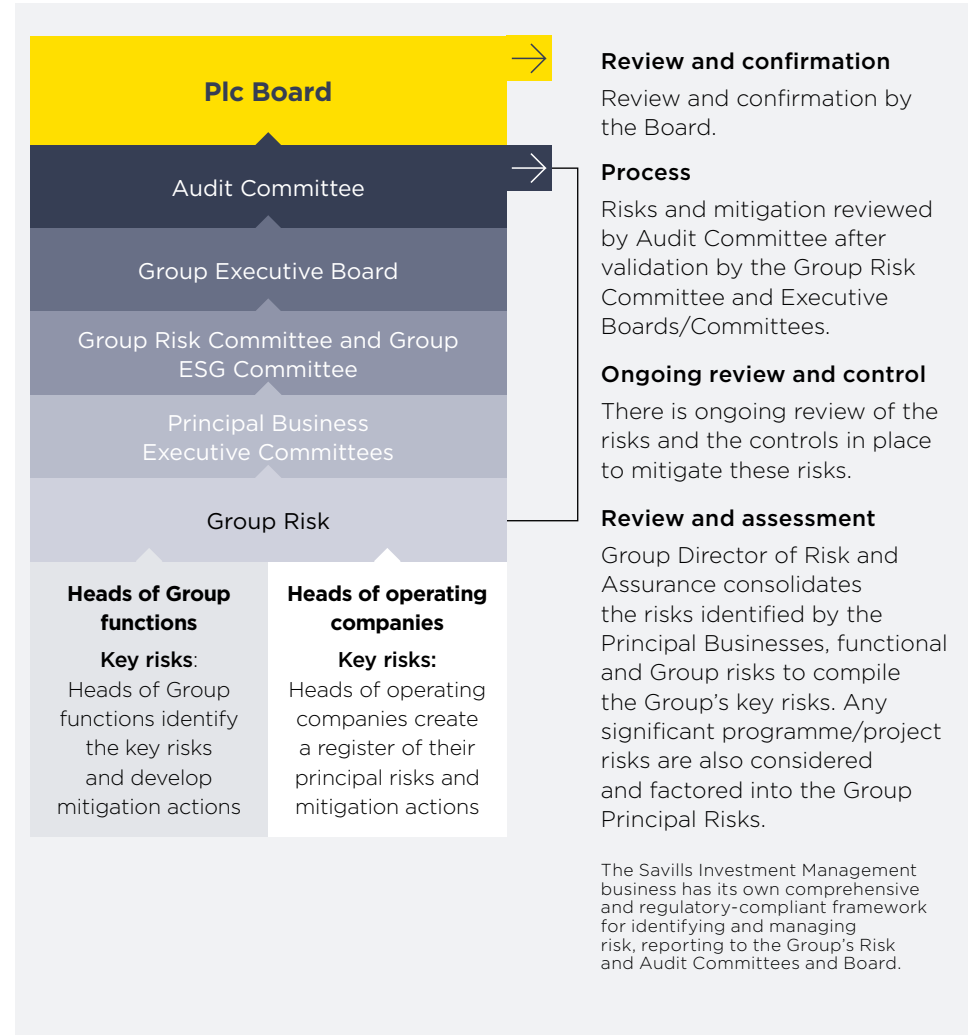 Plc Board
Audit Committee
Group Executive Board
Group Risk Committee and Group
ESG Committee
Principal Business
Executive Committees
Group Risk
Heads of Group
functions
Key risks:
Heads of Group
functions identify
the key risks
and develop
mitigation actions
Heads of operating
companies
Key risks:
Heads of operating
companies create
a register of their
principal risks and
mitigation actions
Review and confirmation
Review and confirmation by
the Board.
Process
Risks and mitigation reviewed
by Audit Committee after
validation by the Group Risk
Committee and Executive
Boards/Committees.
Ongoing review and control
There is ongoing review of the
risks and the controls in place
to mitigate these risks.
Review and assessment
Group Director of Risk and
Assurance consolidates
the risks identified by the
Principal Businesses, functional
and Group risks to compile
the Group’s key risks. Any
significant programme/project
risks are also considered
and factored into the Group
Principal Risks.
The Savills Investment Management
business has its own comprehensive
and regulatory-compliant framework
for identifying and managing
risk, reporting to the Group’s Risk
and Audit Committees and Board.